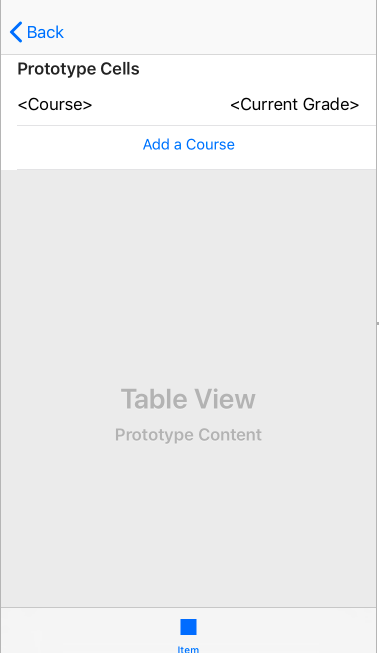 Back
Prototype Cells
<Course> <Current Grade>
Add a Course
Table View
Prototype Content
Item